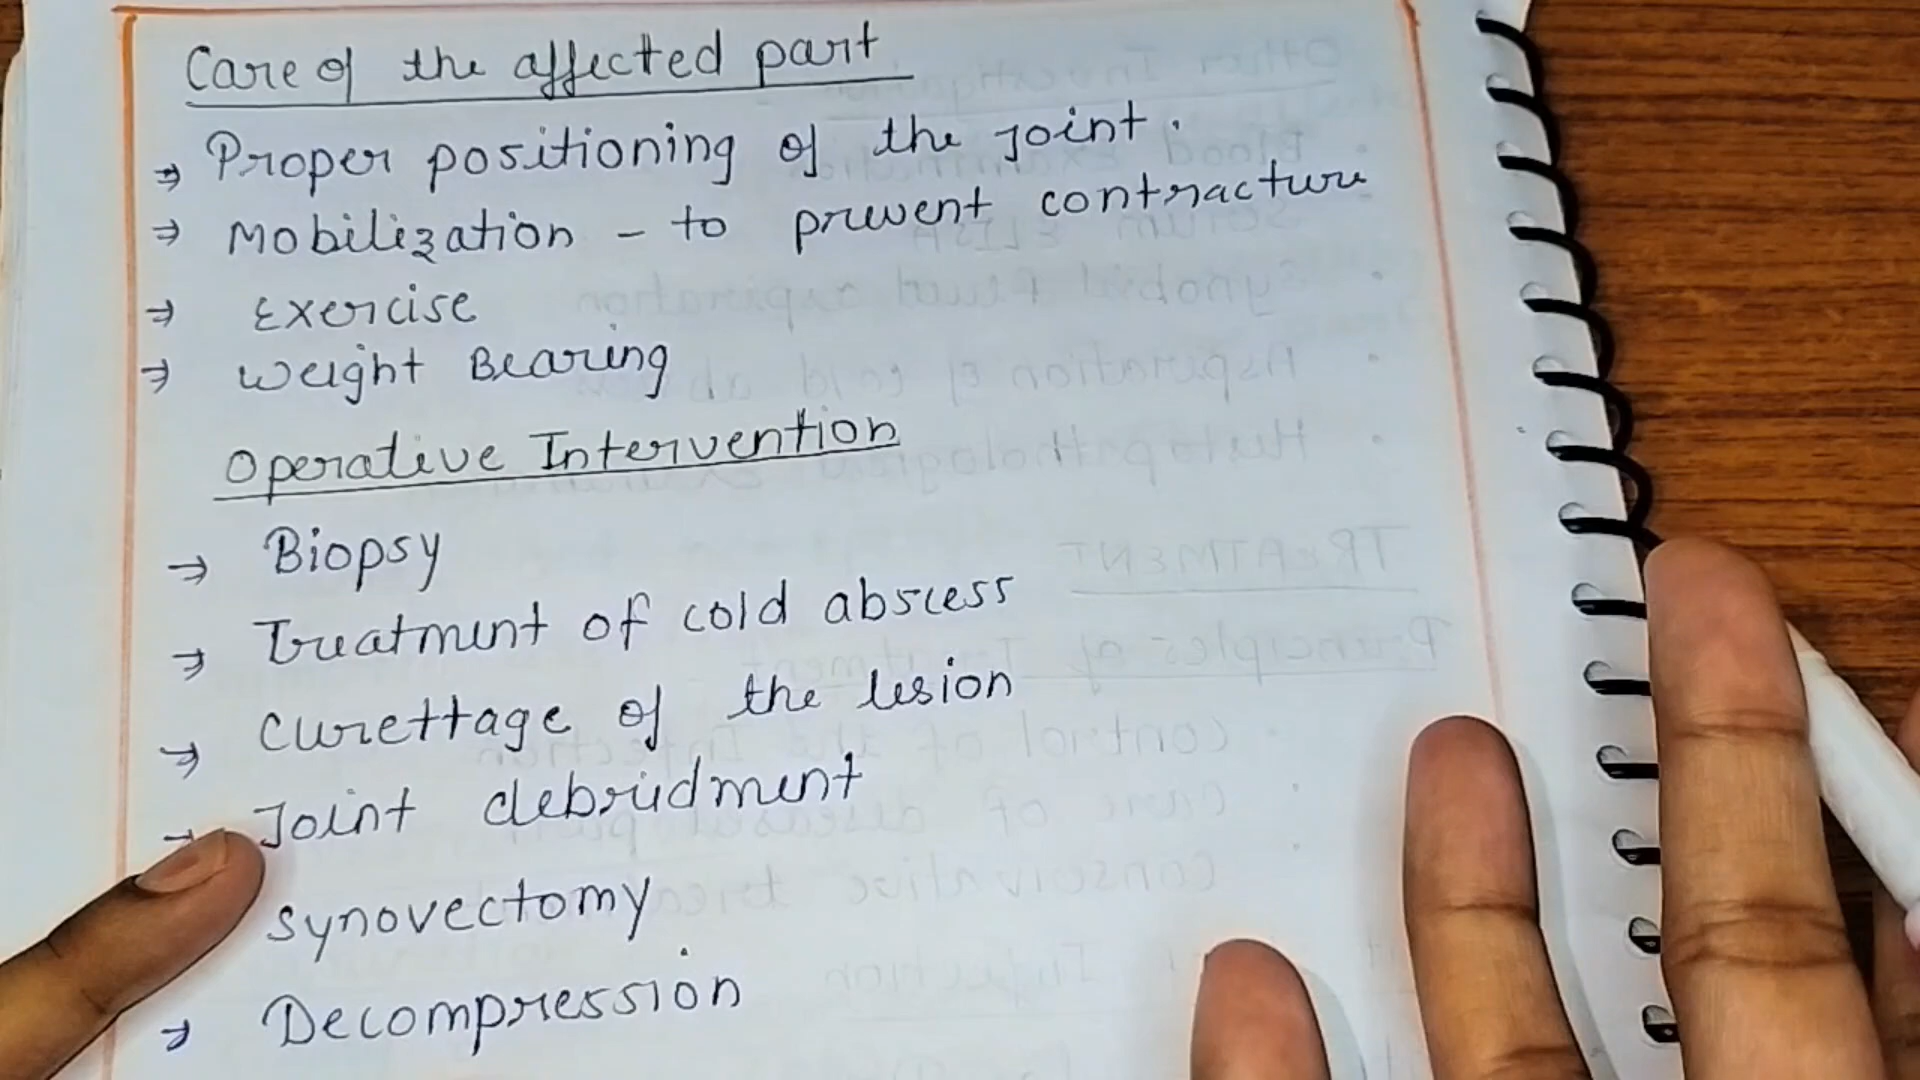 Care of the affected part
⇒ Proper positioning of the joint.
⇒ Mobilization - to prevent contracture
⇒ Exercise
⇒ Weight Bearing
Operative Intervention
→ Biopsy
⇒ Treatment of cold abscess
⇒ Curettage of the lesion
→ Joint debridment
Synovectomy
⇒ Decompression